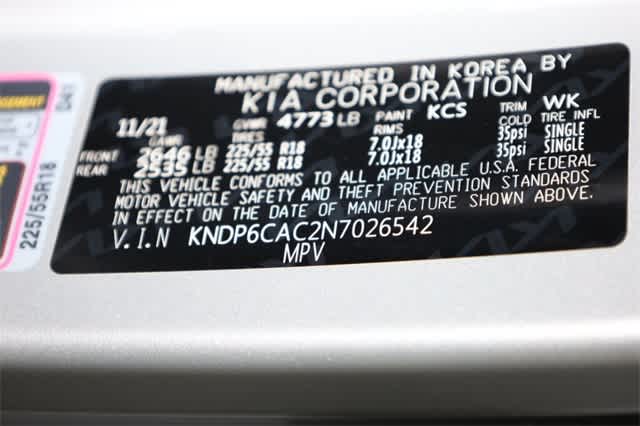 MANUFACTURED IN KOREA BY
KIA CORPORATION
11/21 GVWR 4773 LB PAINT KCS TRIM WK
GAWR TIRES RIMS COLD TIRE INFL
FRONT 2646 LB 225/55 R18 7.0Jx18 35psi SINGLE
REAR 2535 LB 225/55 R18 7.0Jx18 35psi SINGLE
THIS VEHICLE CONFORMS TO ALL APPLICABLE U.S.A. FEDERAL
MOTOR VEHICLE SAFETY AND THEFT PREVENTION STANDARDS
IN EFFECT ON THE DATE OF MANUFACTURE SHOWN ABOVE.
V.I.N KNDP6CAC2N7026542
MPV
225/55R18